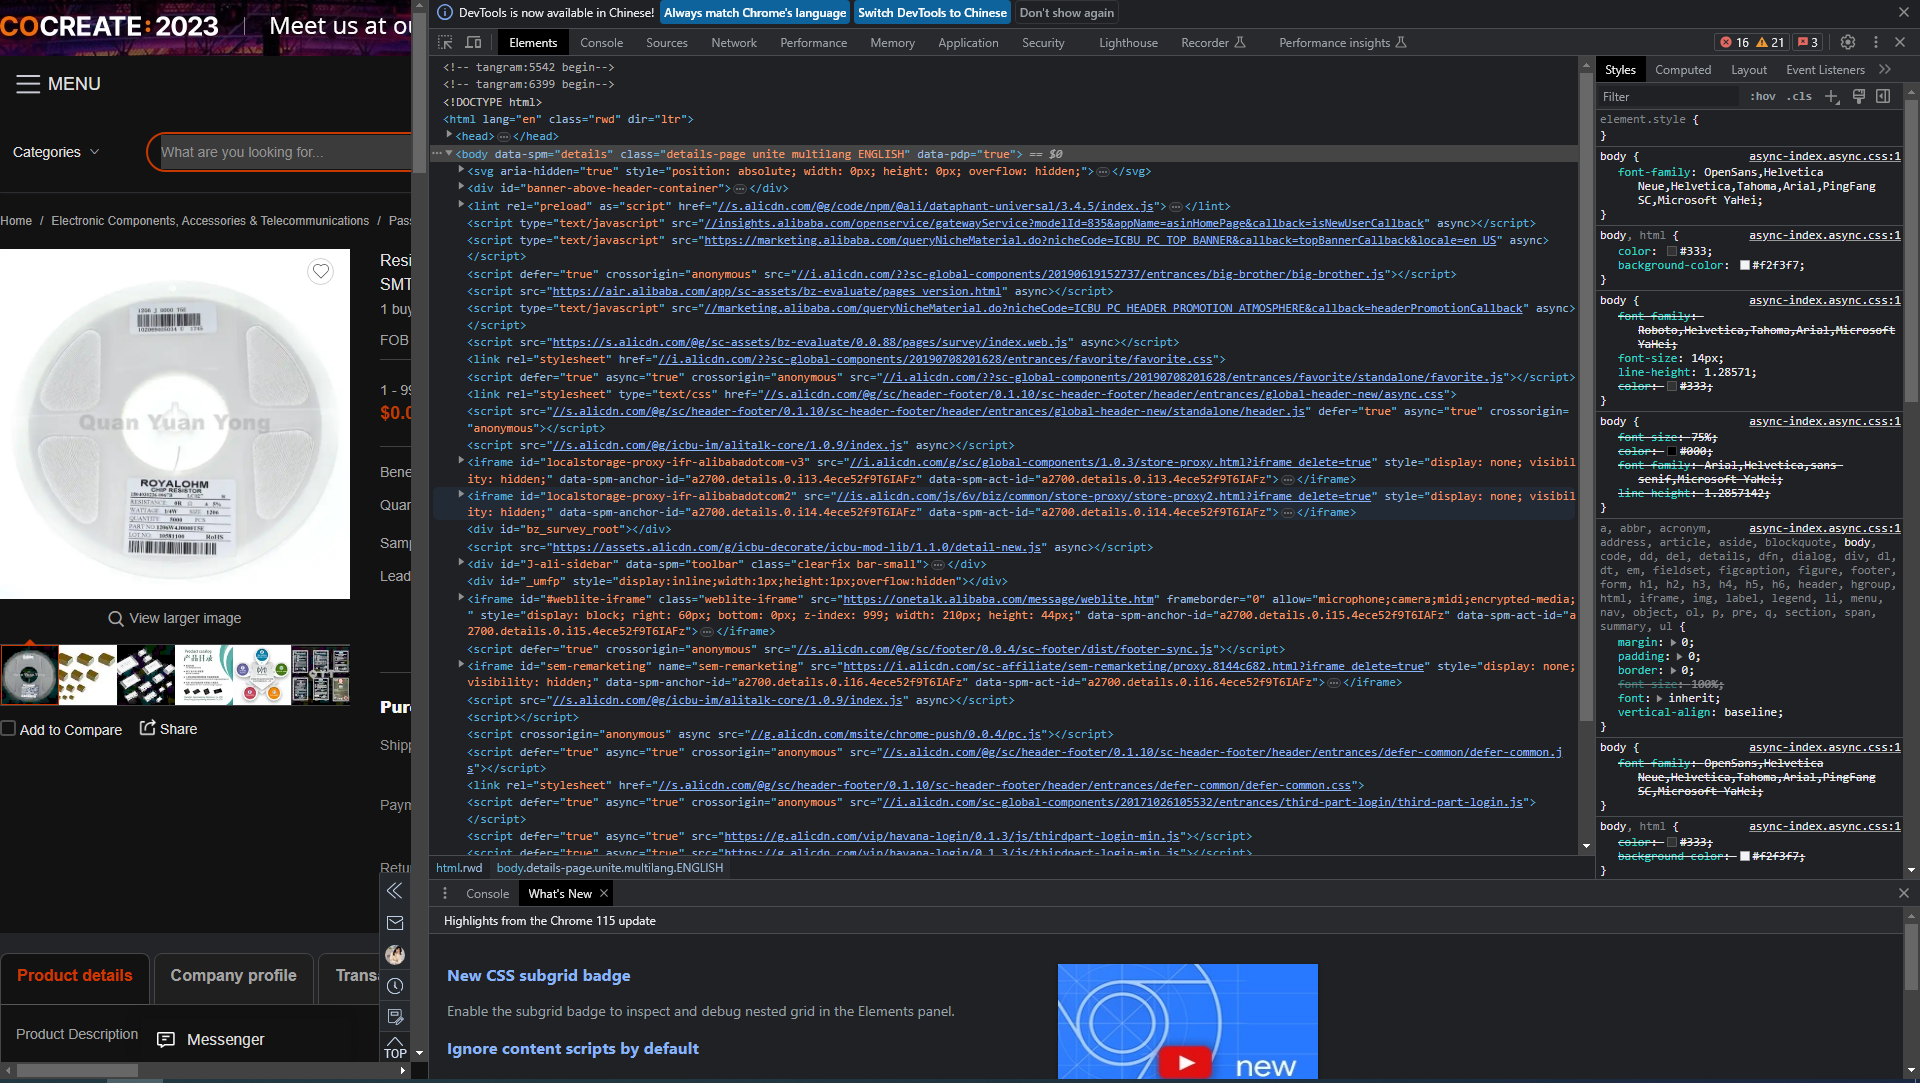 COCREATE: 2023 | Meet us at ou
MENU
Categories
What are you looking for...
Home / Electronic Components, Accessories & Telecommunications / Pas
Resi
SMT
1 buy
FOB
1 - 99
$0.0
Bene
Quan
Samp
Lead
Quan Yuan Yong
ROYALOHM
CHIP RESISTOR
View larger image
Add to Compare
Share
Pur
Shipp
Paym
Retu
TOP
Product details
Company profile
Trans
Product Description
Messenger
DevTools is now available in Chinese! Always match Chrome's language Switch DevTools to Chinese Don't show again
Elements Console Sources Network Performance Memory Application Security Lighthouse Recorder Performance insights 16 21 3
<!-- tangram:5542 begin-->
<!-- tangram:6399 begin-->
<!DOCTYPE html>
<html lang="en" class="rwd" dir="ltr">
<head>…</head>
<body data-spm="details" class="details-page unite multilang ENGLISH" data-pdp="true"> == $0
<svg aria-hidden="true" style="position: absolute; width: 0px; height: 0px; overflow: hidden;">…</svg>
<div id="banner-above-header-container">…</div>
<lint rel="preload" as="script" href="//s.alicdn.com/@g/code/npm/@ali/dataphant-universal/3.4.5/index.js">…</lint>
<script type="text/javascript" src="//insights.alibaba.com/openservice/gatewayService?modelId=835&appName=asinHomePage&callback=isNewUserCallback" async></script>
<script type="text/javascript" src="https://marketing.alibaba.com/queryNicheMaterial.do?nicheCode=ICBU_PC_TOP_BANNER&callback=topBannerCallback&locale=en_US" async>
</script>
<script defer="true" crossorigin="anonymous" src="//i.alicdn.com/??sc-global-components/20190619152737/entrances/big-brother/big-brother.js"></script>
<script src="https://air.alibaba.com/app/sc-assets/bz-evaluate/pages_version.html" async></script>
<script type="text/javascript" src="//marketing.alibaba.com/queryNicheMaterial.do?nicheCode=ICBU_PC_HEADER_PROMOTION_ATMOSPHERE&callback=headerPromotionCallback" async>
</script>
<script src="https://s.alicdn.com/@g/sc-assets/bz-evaluate/0.0.88/pages/survey/index.web.js" async></script>
<link rel="stylesheet" href="//i.alicdn.com/??sc-global-components/20190708201628/entrances/favorite/favorite.css">
<script defer="true" async="true" crossorigin="anonymous" src="//i.alicdn.com/??sc-global-components/20190708201628/entrances/favorite/standalone/favorite.js"></script>
<link rel="stylesheet" type="text/css" href="//s.alicdn.com/@g/sc/header-footer/0.1.10/sc-header-footer/header/entrances/global-header-new/async.css">
<script src="//s.alicdn.com/@g/sc/header-footer/0.1.10/sc-header-footer/header/entrances/global-header-new/standalone/header.js" defer="true" async="true" crossorigin=
"anonymous"></script>
<script src="//s.alicdn.com/@g/icbu-im/alitalk-core/1.0.9/index.js" async></script>
<iframe id="localstorage-proxy-ifr-alibabadotcom-v3" src="//i.alicdn.com/g/sc/global-components/1.0.3/store-proxy.html?iframe_delete=true" style="display: none; visibil
ity: hidden;" data-spm-anchor-id="a2700.details.0.i13.4ece52f9T6IAFz" data-spm-act-id="a2700.details.0.i13.4ece52f9T6IAFz">…</iframe>
<iframe id="localstorage-proxy-ifr-alibabadotcom2" src="//is.alicdn.com/js/6v/biz/common/store-proxy/store-proxy2.html?iframe_delete=true" style="display: none; visibil
ity: hidden;" data-spm-anchor-id="a2700.details.0.i14.4ece52f9T6IAFz" data-spm-act-id="a2700.details.0.i14.4ece52f9T6IAFz">…</iframe>
<div id="bz_survey_root"></div>
<script src="https://assets.alicdn.com/g/icbu-decorate/icbu-mod-lib/1.1.0/detail-new.js" async></script>
<div id="J-ali-sidebar" data-spm="toolbar" class="clearfix bar-small">…</div>
<div id="_umfp" style="display:inline;width:1px;height:1px;overflow:hidden"></div>
<iframe id="#weblite-iframe" class="weblite-iframe" src="https://onetalk.alibaba.com/message/weblite.htm" frameborder="0" allow="microphone;camera;midi;encrypted-media;
" style="display: block; right: 60px; bottom: 0px; z-index: 999; width: 210px; height: 44px;" data-spm-anchor-id="a2700.details.0.i15.4ece52f9T6IAFz" data-spm-act-id="a
2700.details.0.i15.4ece52f9T6IAFz">…</iframe>
<script defer="true" crossorigin="anonymous" src="//s.alicdn.com/@g/sc/footer/0.0.4/sc-footer/dist/footer-sync.js"></script>
<iframe id="sem-remarketing" name="sem-remarketing" src="https://i.alicdn.com/sc-affiliate/sem-remarketing/proxy.8144c682.html?iframe_delete=true" style="display: none;
visibility: hidden;" data-spm-anchor-id="a2700.details.0.i16.4ece52f9T6IAFz" data-spm-act-id="a2700.details.0.i16.4ece52f9T6IAFz">…</iframe>
<script src="//s.alicdn.com/@g/icbu-im/alitalk-core/1.0.9/index.js" async></script>
<script></script>
<script crossorigin="anonymous" async src="//g.alicdn.com/msite/chrome-push/0.0.4/pc.js"></script>
<script defer="true" async="true" crossorigin="anonymous" src="//s.alicdn.com/@g/sc/header-footer/0.1.10/sc-header-footer/header/entrances/defer-common/defer-common.j
s"></script>
<link rel="stylesheet" href="//s.alicdn.com/@g/sc/header-footer/0.1.10/sc-header-footer/header/entrances/defer-common/defer-common.css">
<script defer="true" async="true" crossorigin="anonymous" src="//i.alicdn.com/sc-global-components/20171026105532/entrances/third-part-login/third-part-login.js">
</script>
<script defer="true" async="true" src="https://g.alicdn.com/vip/havana-login/0.1.3/js/thirdpart-login-min.js"></script>
<script defer="true" async="true" src="https://g.alicdn.com/vip/havana-login/0.1.3/js/thirdpart-login-min.js"></script>
html.rwd body.details-page.unite.multilang.ENGLISH
Styles Computed Layout Event Listeners
Filter :hov .cls
element.style {
}
body { async-index.async.css:1
font-family: OpenSans,Helvetica
Neue,Helvetica,Tahoma,Arial,PingFang
SC,Microsoft YaHei;
}
body, html { async-index.async.css:1
color: #333;
background-color: #f2f3f7;
}
body { async-index.async.css:1
font-family:
Roboto,Helvetica,Tahoma,Arial,Microsoft
YaHei;
font-size: 14px;
line-height: 1.28571;
color: #333;
}
body { async-index.async.css:1
font-size: 75%;
color: #000;
font-family: Arial,Helvetica,sans-
serif,Microsoft YaHei;
line-height: 1.2857142;
}
a, abbr, acronym, async-index.async.css:1
address, article, aside, blockquote, body,
code, dd, del, details, dfn, dialog, div, dl,
dt, em, fieldset, figcaption, figure, footer,
form, h1, h2, h3, h4, h5, h6, header, hgroup,
html, iframe, img, label, legend, li, menu,
nav, object, ol, p, pre, q, section, span,
summary, ul {
margin: 0;
padding: 0;
border: 0;
font-size: 100%;
font: inherit;
vertical-align: baseline;
}
body { async-index.async.css:1
font-family: OpenSans,Helvetica
Neue,Helvetica,Tahoma,Arial,PingFang
SC,Microsoft YaHei;
}
body, html { async-index.async.css:1
color: #333;
background-color: #f2f3f7;
}
Console What's New
Highlights from the Chrome 115 update
New CSS subgrid badge
Enable the subgrid badge to inspect and debug nested grid in the Elements panel.
Ignore content scripts by default
new